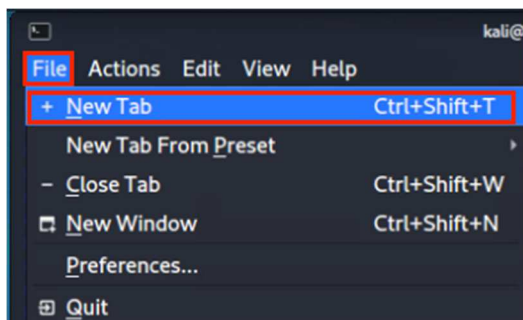 kali@
File Actions Edit View Help
+ New Tab Ctrl+Shift+T
New Tab From Preset
− Close Tab Ctrl+Shift+W
New Window Ctrl+Shift+N
Preferences...
Quit